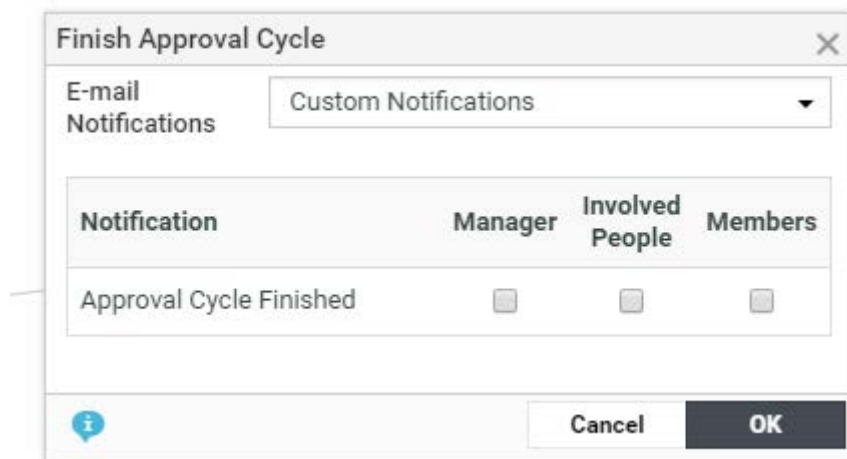 Finish Approval Cycle
E-mail
Notifications
Custom Notifications
Notification Manager Involved People Members
Approval Cycle Finished
Cancel OK